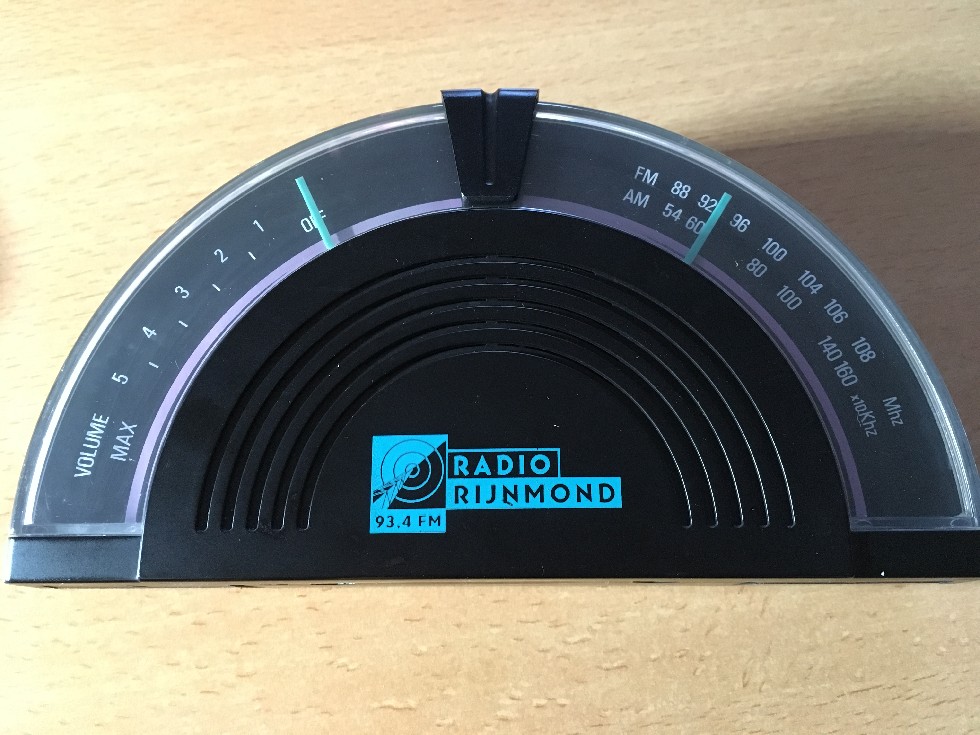 FM 88 92 96 100 104 106 108 Mhz
AM 54 60 80 100 140 160 x10Khz
OFF 1 2 3 4 5
VOLUME
MAX
RADIO
RIJNMOND
93.4 FM